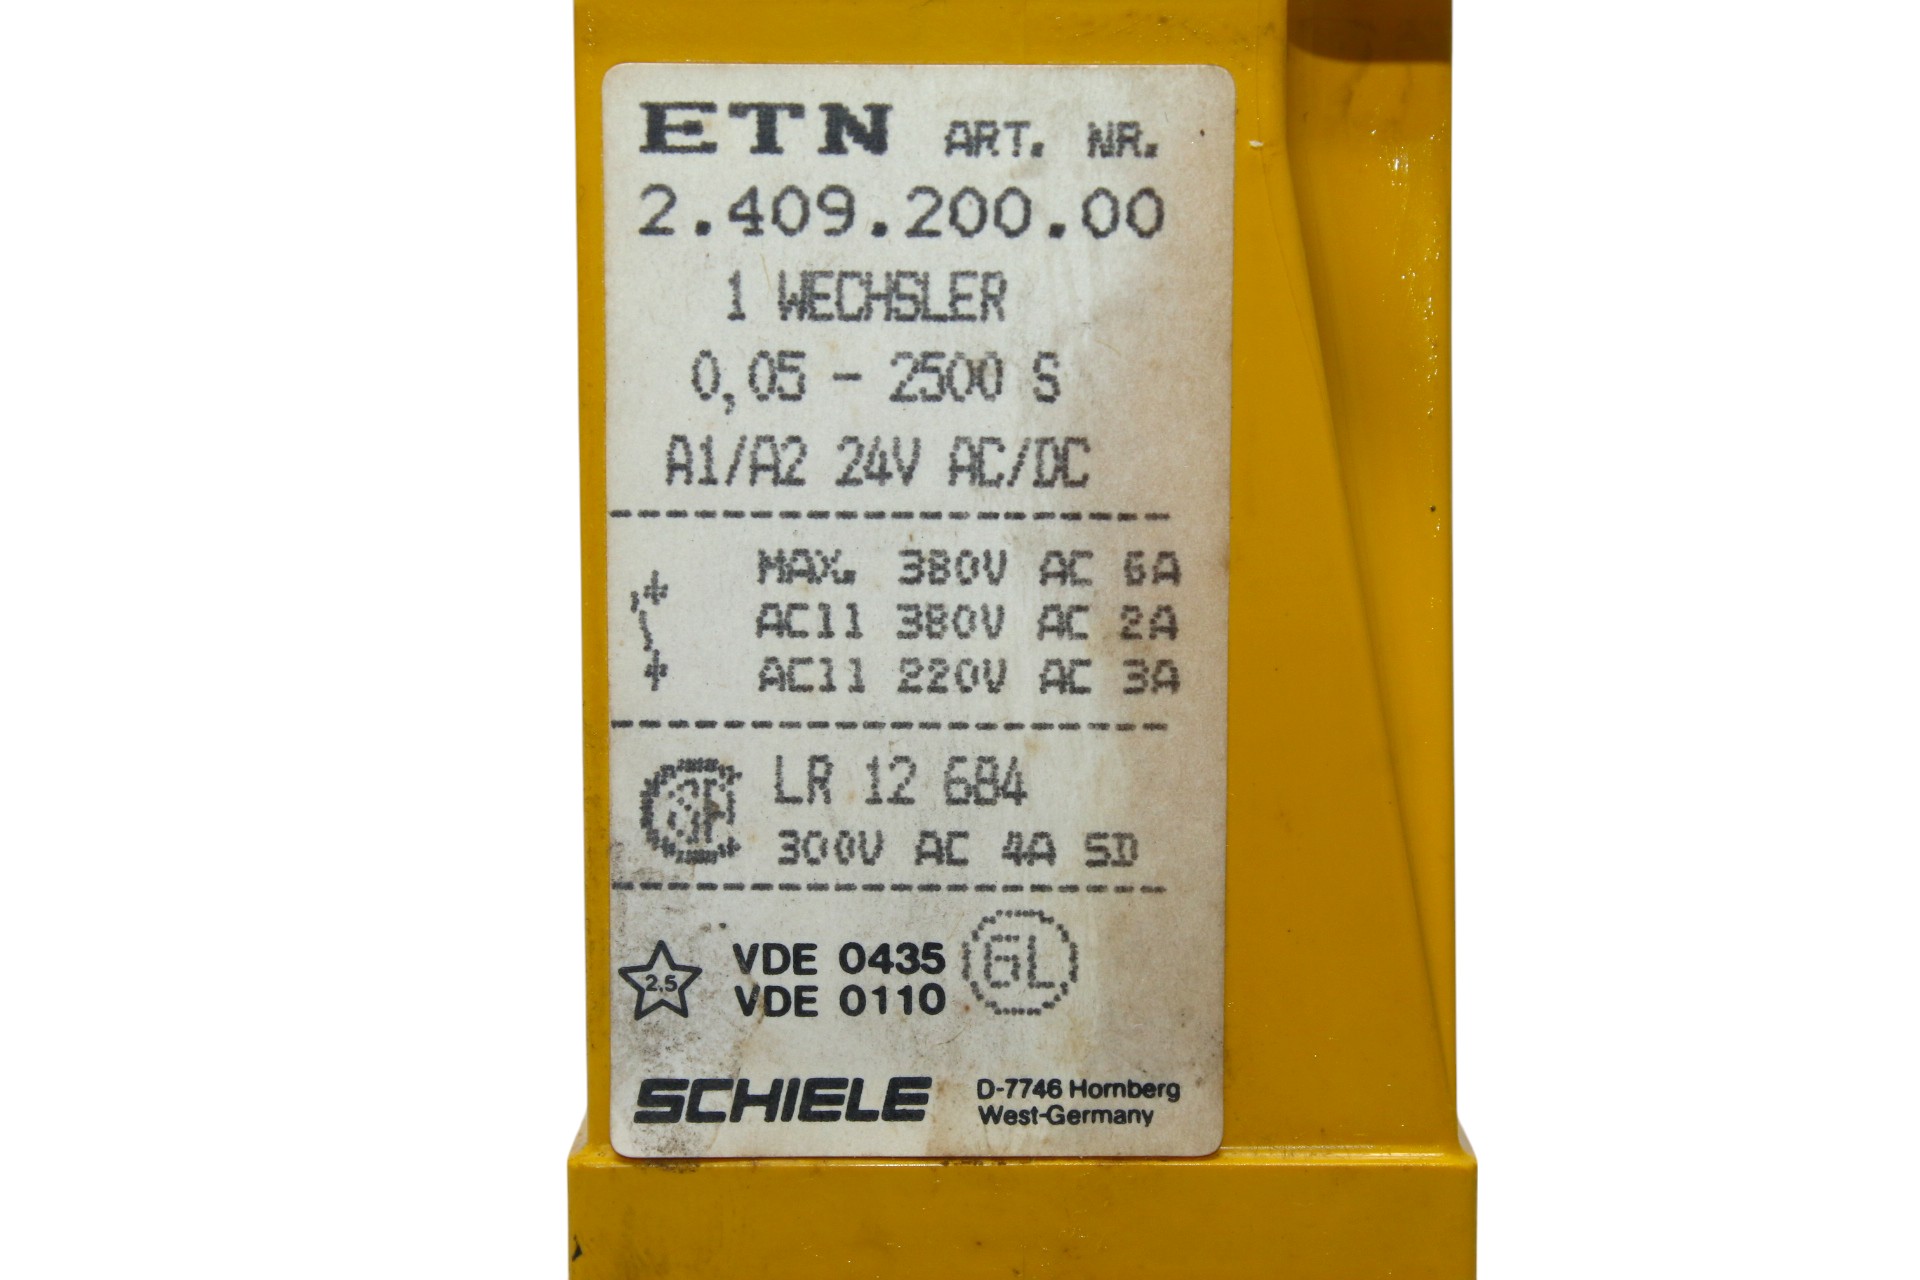 ETN ART. NR.
2.409.200.00
1 WECHSLER
0,05 - 2500 S
A1/A2 24V AC/DC
MAX. 380V AC 6A
AC11 380V AC 2A
AC11 220V AC 3A
LR 12 684
300V AC 4A SD
2,5 VDE 0435
VDE 0110
GL
SCHIELE D-7746 Hornberg
West-Germany